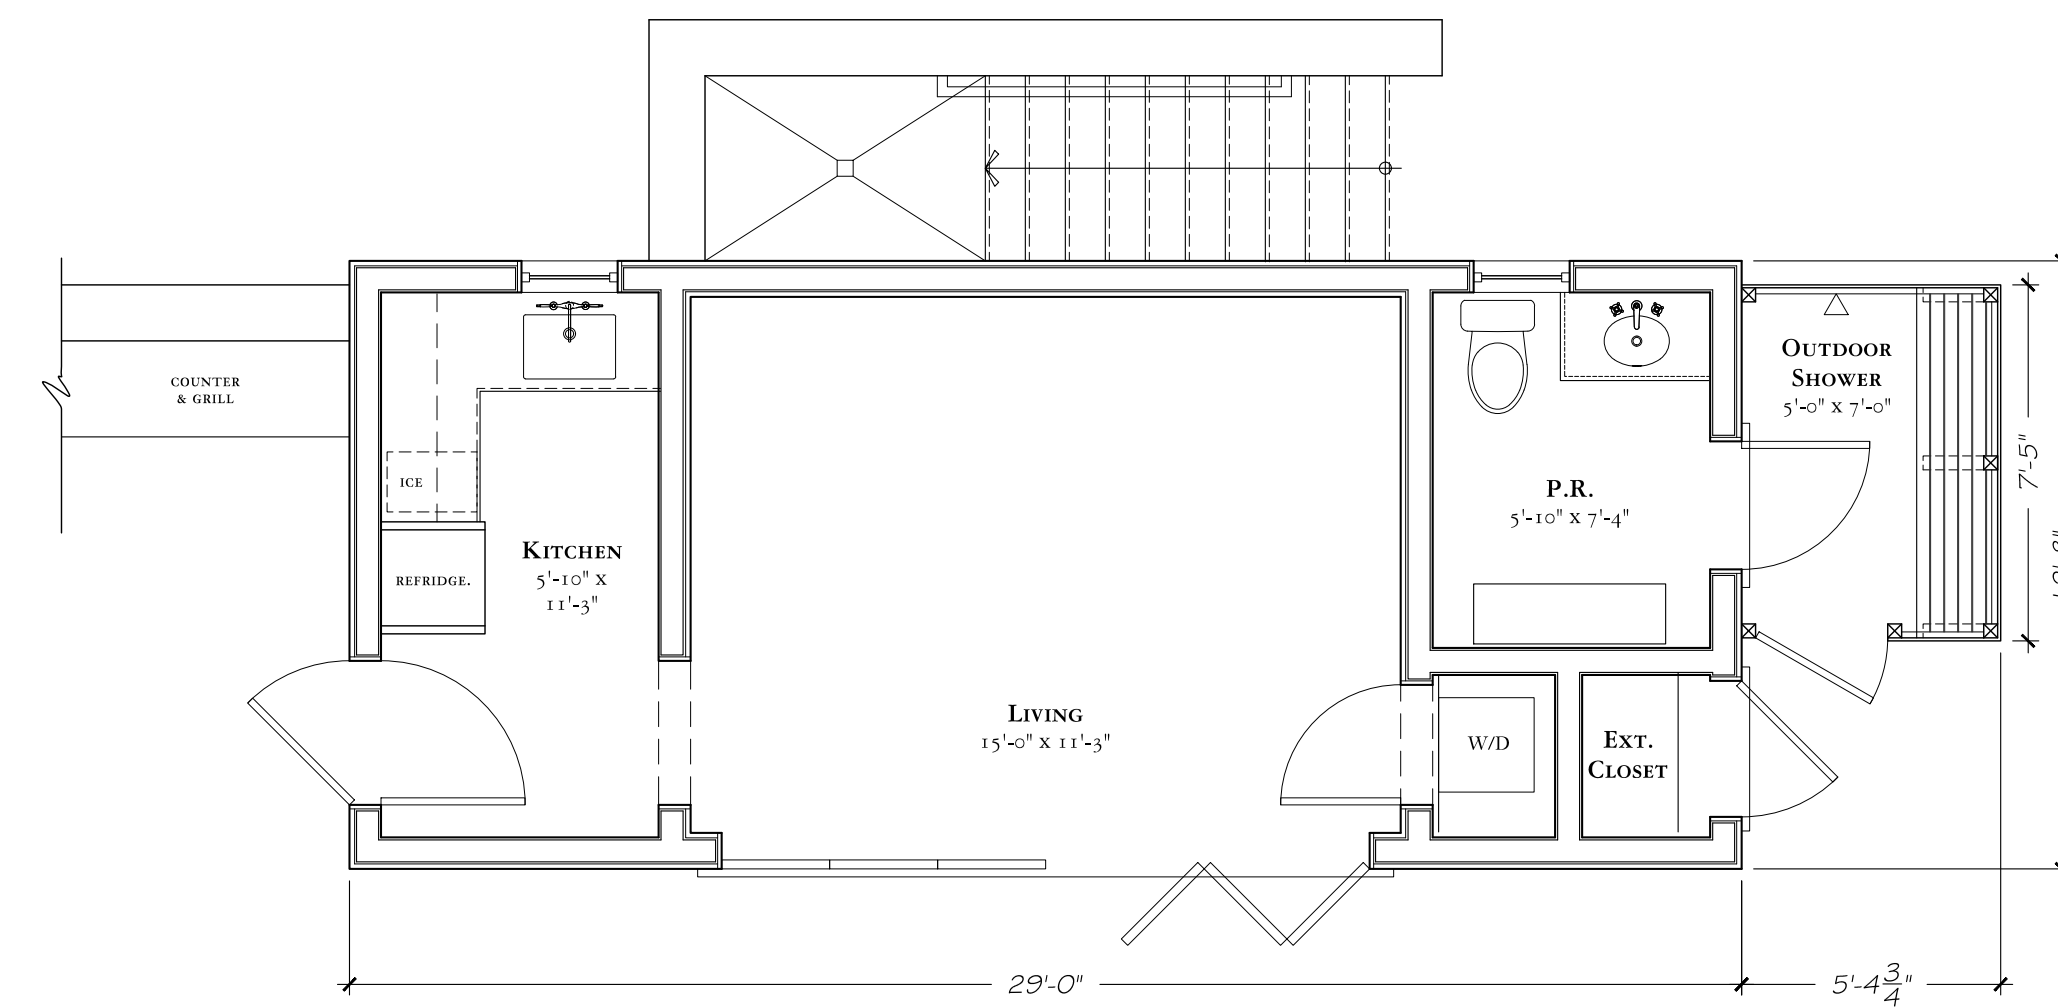 COUNTER
& GRILL
ICE
REFRIDGE.
KITCHEN
5'-10" X
11'-3"
LIVING
15'-0" X 11'-3"
P.R.
5'-10" X 7'-4"
W/D
EXT.
CLOSET
OUTDOOR
SHOWER
5'-0" X 7'-0"
7'-5"
29'-0"
5'-4 3/4"